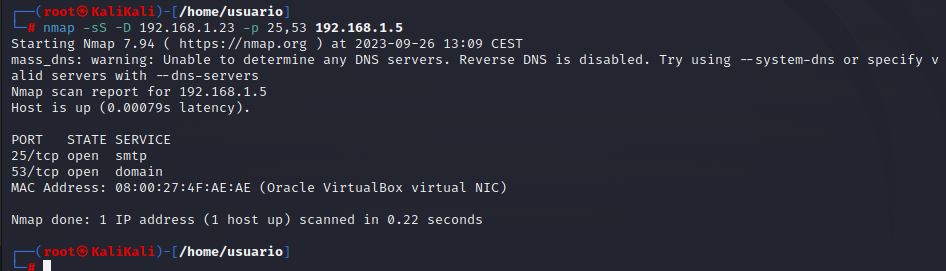 ┌──(root㉿KaliKali)-[/home/usuario]
└─# nmap -sS -D 192.168.1.23 -p 25,53 192.168.1.5
Starting Nmap 7.94 ( https://nmap.org ) at 2023-09-26 13:09 CEST
mass_dns: warning: Unable to determine any DNS servers. Reverse DNS is disabled. Try using --system-dns or specify v
alid servers with --dns-servers
Nmap scan report for 192.168.1.5
Host is up (0.00079s latency).

PORT   STATE SERVICE
25/tcp open  smtp
53/tcp open  domain
MAC Address: 08:00:27:4F:AE:AE (Oracle VirtualBox virtual NIC)

Nmap done: 1 IP address (1 host up) scanned in 0.22 seconds

┌──(root㉿KaliKali)-[/home/usuario]
└─#